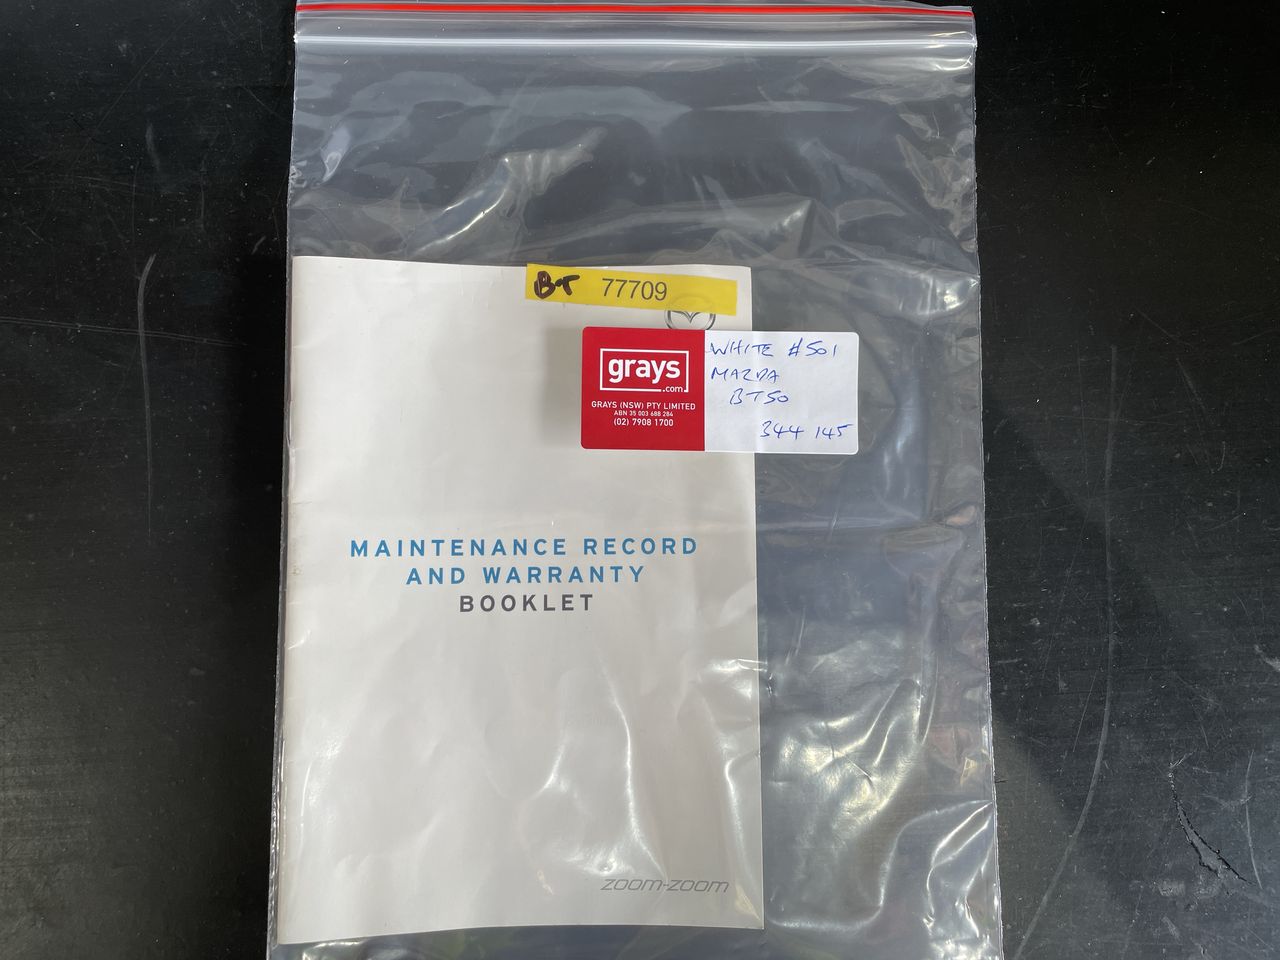 BT 77709
grays
.com
GRAYS (NSW) PTY LIMITED
ABN 35 003 688 284
(02) 7908 1700
WHITE #501
MAZDA
BT50
344 145
MAINTENANCE RECORD
AND WARRANTY
BOOKLET
zoom-zoom